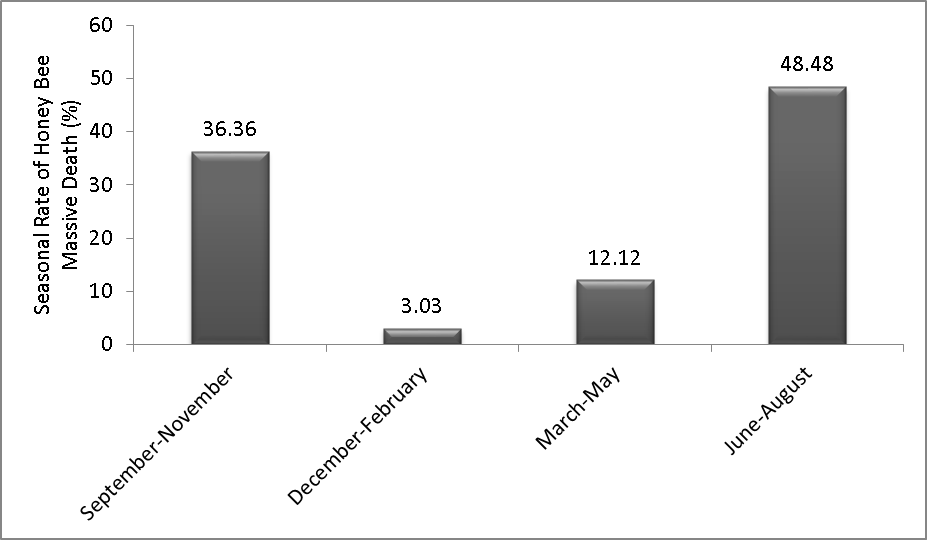 Seasonal Rate of Honey Bee
Massive Death (%)
60
50
40
30
20
10
0
36.36
3.03
12.12
48.48
September-November
December-February
March-May
June-August